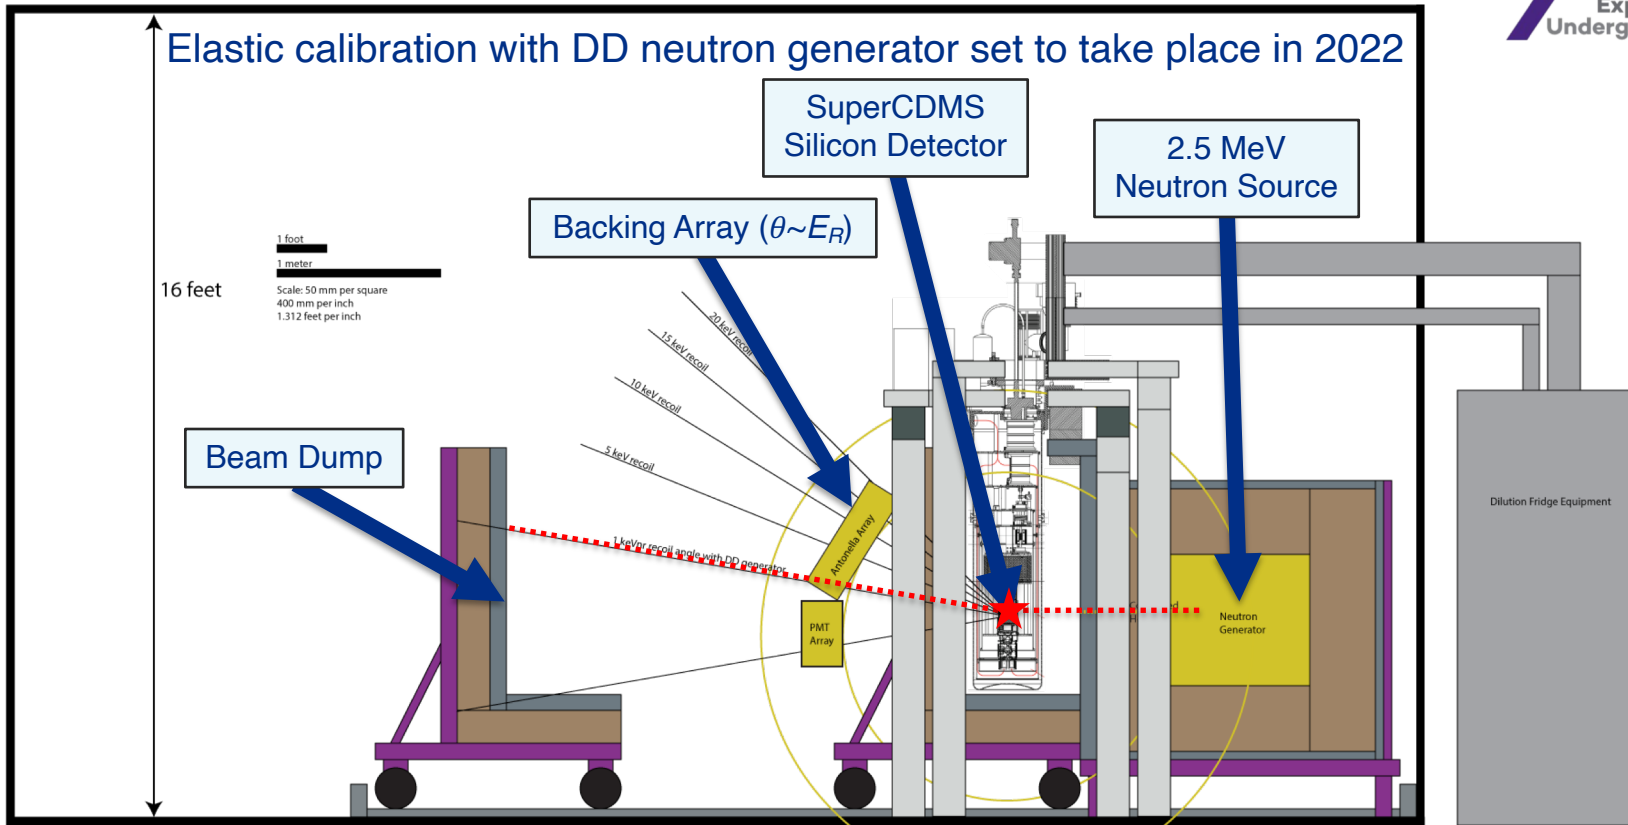 Exp
Underg
Elastic calibration with DD neutron generator set to take place in 2022
SuperCDMS
Silicon Detector
2.5 MeV
Neutron Source
Backing Array (θ~E_R)
1 foot
1 meter
Scale: 50 mm per square
400 mm per inch
1.312 feet per inch
16 feet
20 keV recoil
15 keV recoil
10 keV recoil
5 keV recoil
Beam Dump
1 keVnr recoil angle with DD generator
Antonella Array
PMT
Array
Neutron
Generator
Dilution Fridge Equipment